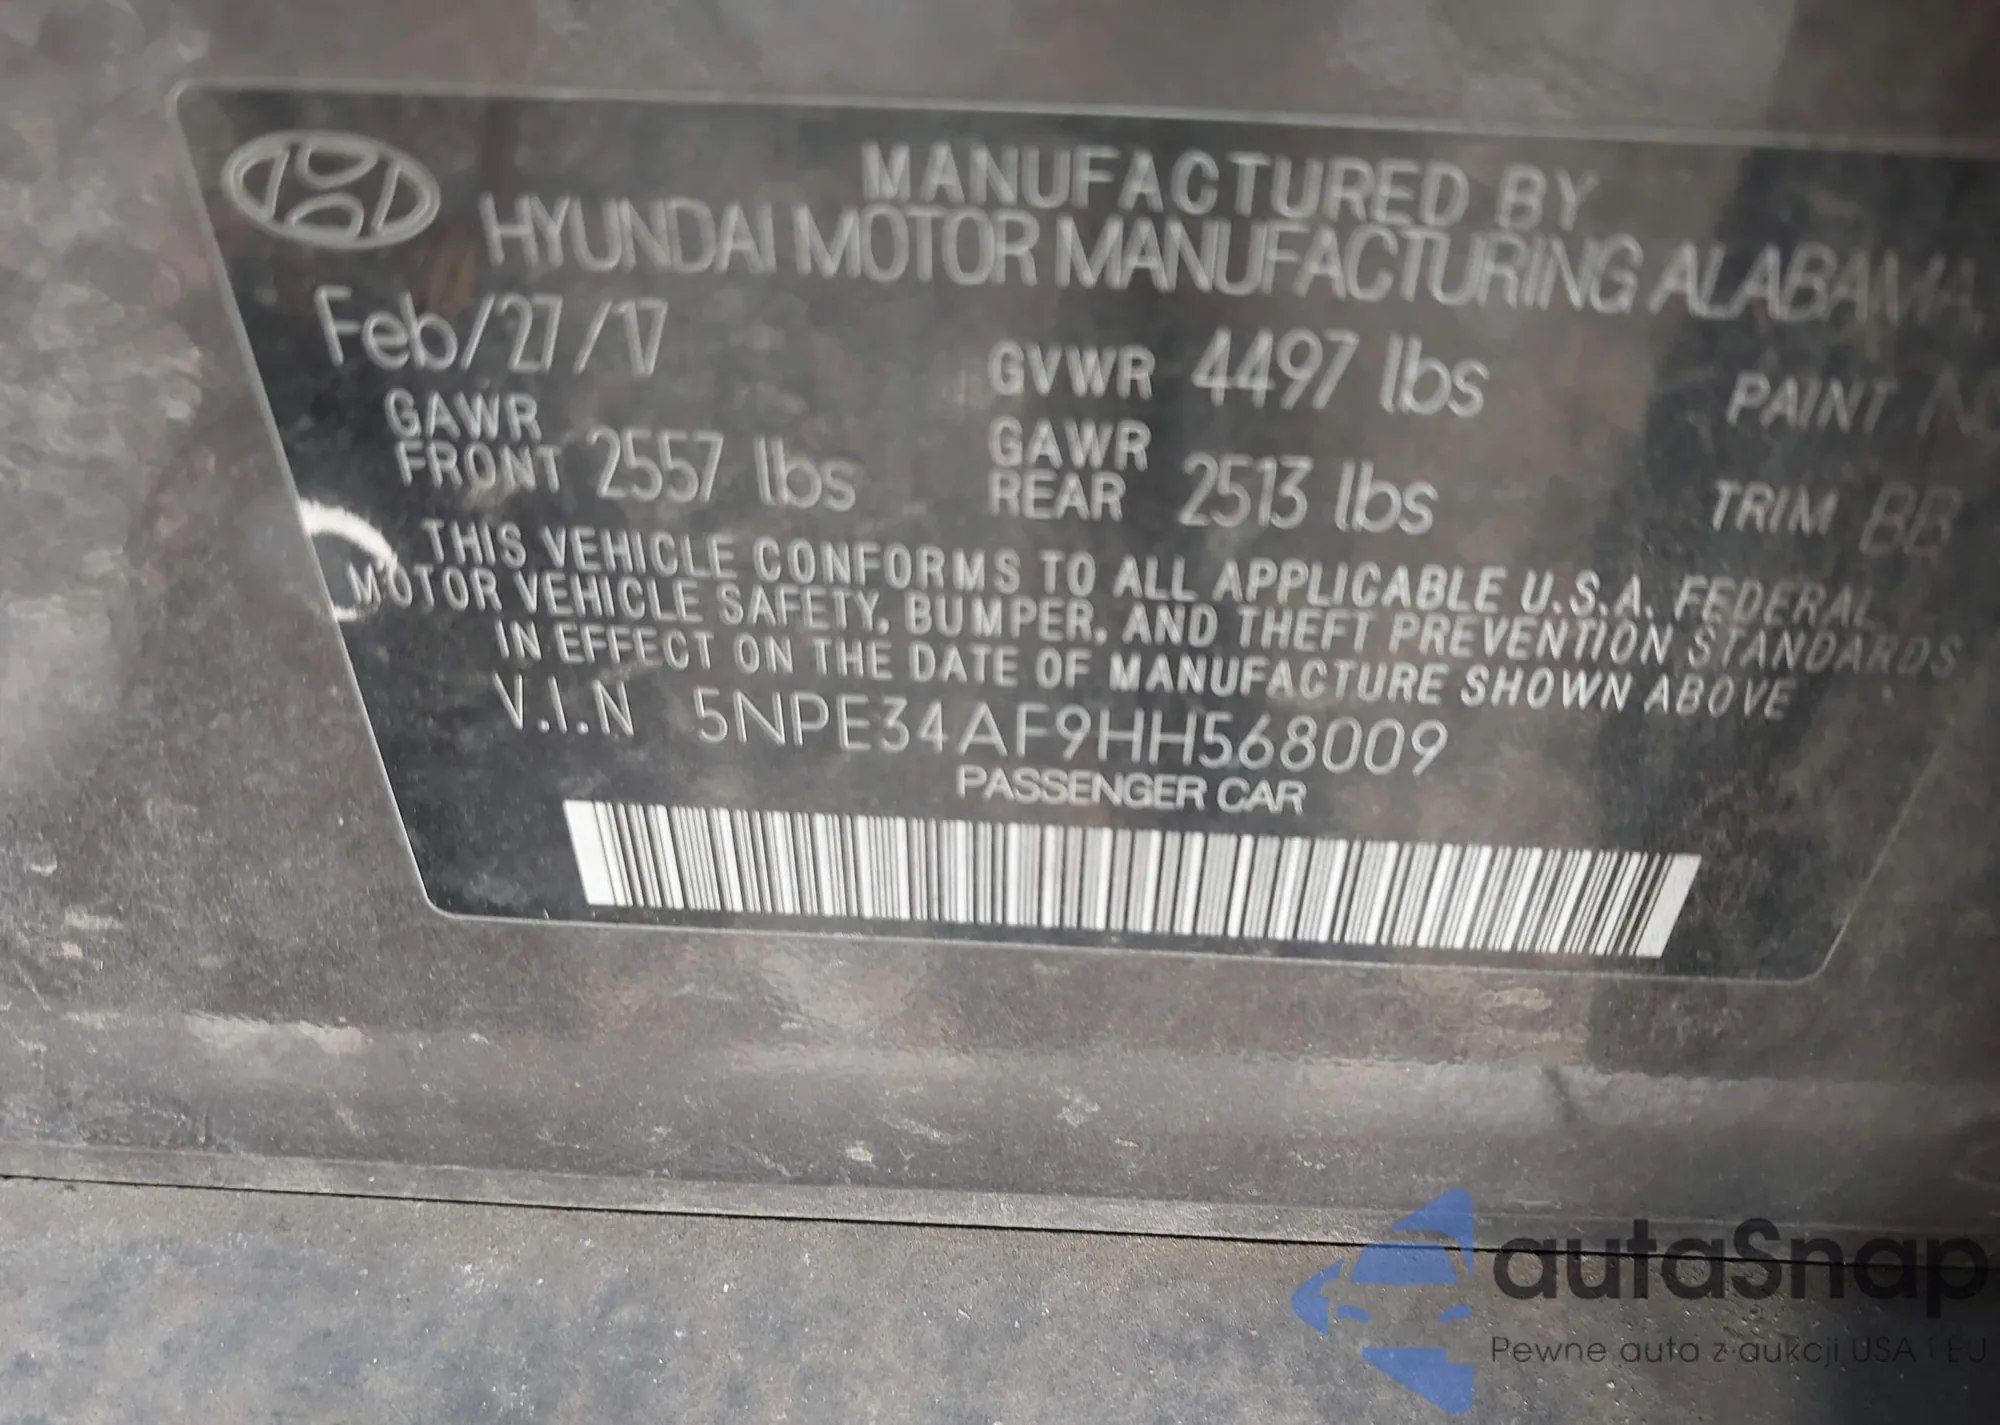 MANUFACTURED BY
HYUNDAI MOTOR MANUFACTURING ALABAMA,
Feb/27/17 GVWR 4497 lbs PAINT
GAWR FRONT 2557 lbs GAWR REAR 2513 lbs TRIM BB
THIS VEHICLE CONFORMS TO ALL APPLICABLE U.S.A. FEDERAL
MOTOR VEHICLE SAFETY, BUMPER, AND THEFT PREVENTION STANDARDS
IN EFFECT ON THE DATE OF MANUFACTURE SHOWN ABOVE
V.I.N 5NPE34AF9HH568009
PASSENGER CAR
autaSnap
Pewne auta z aukcji USA i EU